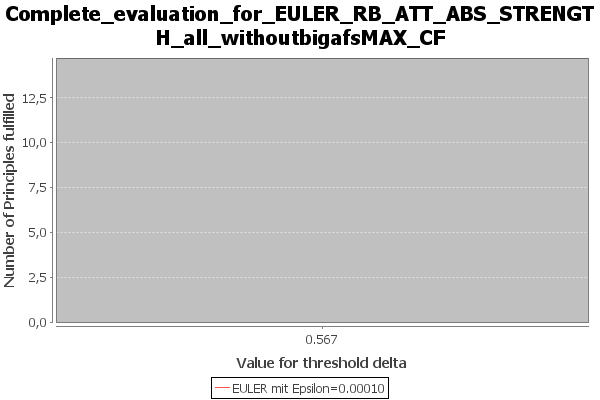 Complete_evaluation_for_EULER_RB_ATT_ABS_STRENGT
H_all_withoutbigafsMAX_CF
Number of Principles fulfilled
12,5
10,0
7,5
5,0
2,5
0,0
0.567
Value for threshold delta
EULER mit Epsilon=0.00010